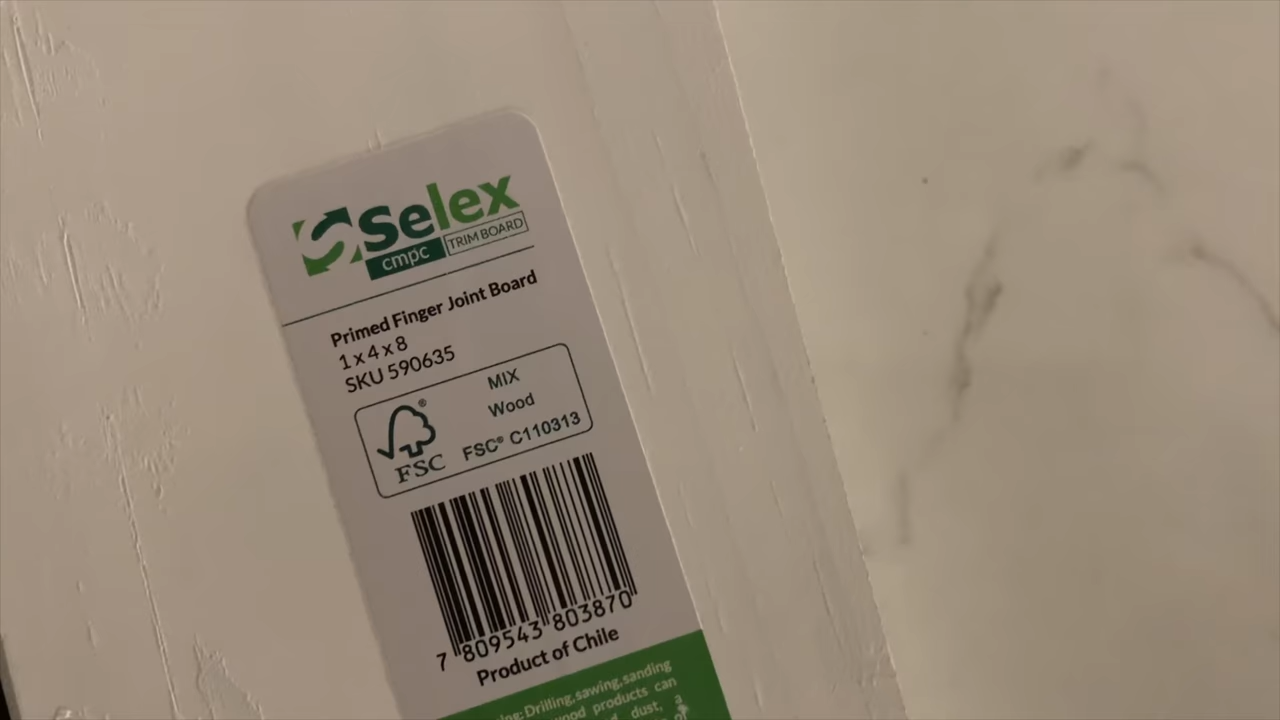 Selex
cmpc TRIM BOARD
Primed Finger Joint Board
1 x 4 x 8
SKU 590635
FSC®
MIX
Wood
FSC® C110313
7 809543 803870
Product of Chile
Drilling, sawing, sanding
wood products can
dust, a
of